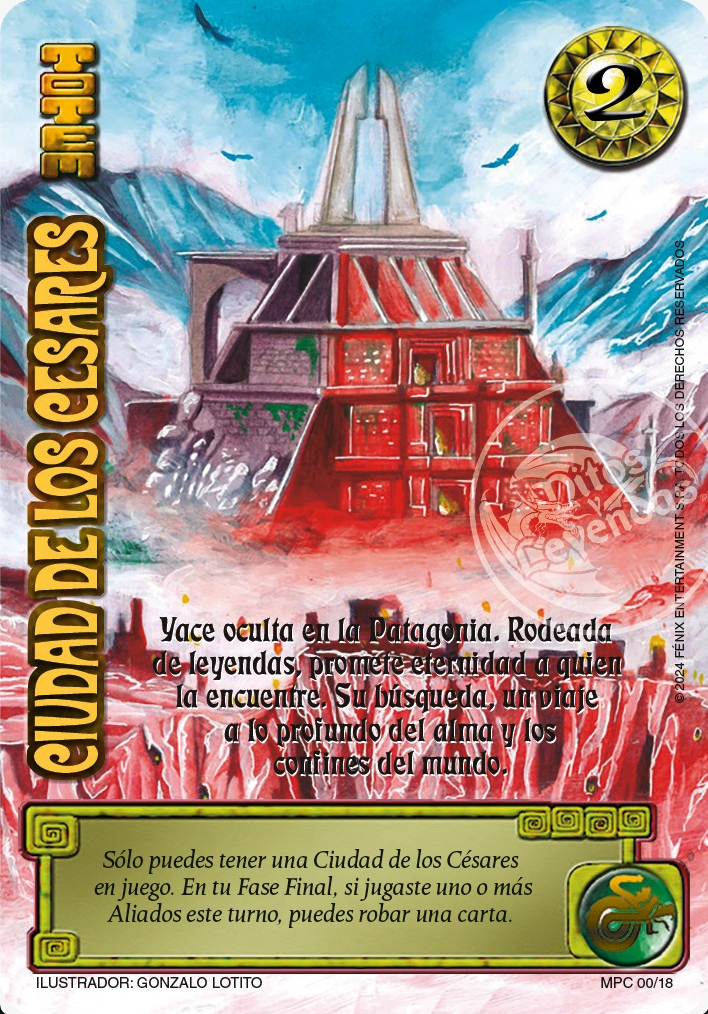 TOTEM
2
CIUDAD DE LOS CESARES
Mitos
y
Leyendas
©2024 FÉNIX ENTERTAINMENT S.P.A. TODOS LOS DERECHOS RESERVADOS
Yace oculta en la Patagonia. Rodeada
de leyendas, promete eternidad a quien
la encuentre. Su búsqueda, un viaje
a lo profundo del alma y los
confines del mundo.
Sólo puedes tener una Ciudad de los Césares
en juego. En tu Fase Final, si jugaste uno o más
Aliados este turno, puedes robar una carta.
ILUSTRADOR: GONZALO LOTITO
MPC 00/18